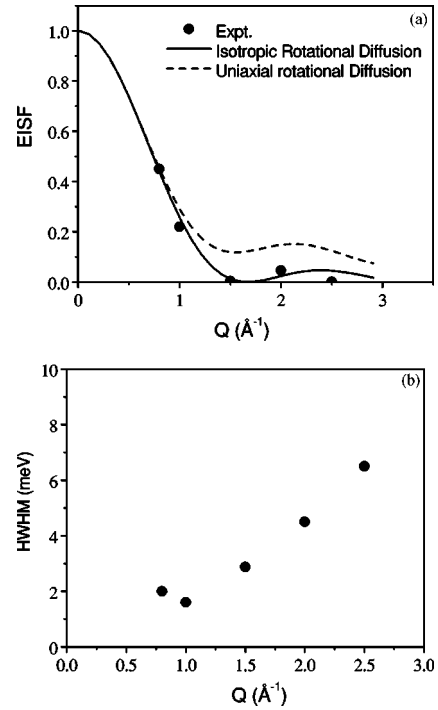 (a)
Expt.
Isotropic Rotational Diffusion
Uniaxial rotational Diffusion
1.0
0.8
0.6
0.4
0.2
0.0
EISF
0 1 2 3
Q (Å⁻¹)
(b)
10
8
6
4
2
0
HWHM (meV)
0.0 0.5 1.0 1.5 2.0 2.5 3.0
Q (Å⁻¹)